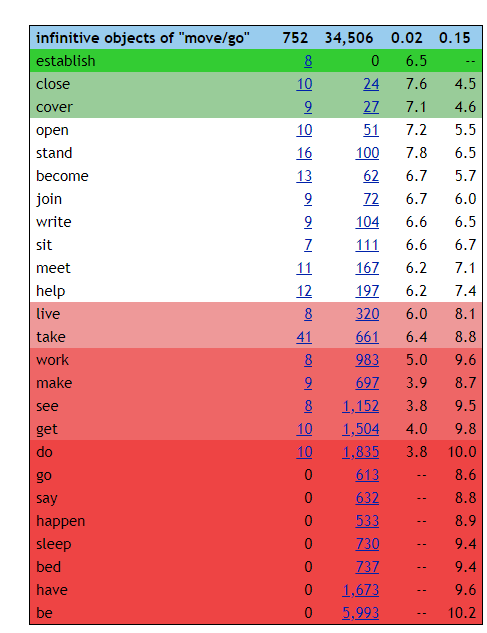 infinitive objects of "move/go" 752 34,506 0.02 0.15
establish 8 0 6.5 --
close 10 24 7.6 4.5
cover 9 27 7.1 4.6
open 10 51 7.2 5.5
stand 16 100 7.8 6.5
become 13 62 6.7 5.7
join 9 72 6.7 6.0
write 9 104 6.6 6.5
sit 7 111 6.6 6.7
meet 11 167 6.2 7.1
help 12 197 6.2 7.4
live 8 320 6.0 8.1
take 41 661 6.4 8.8
work 8 983 5.0 9.6
make 9 697 3.9 8.7
see 8 1,152 3.8 9.5
get 10 1,504 4.0 9.8
do 10 1,835 3.8 10.0
go 0 613 -- 8.6
say 0 632 -- 8.8
happen 0 533 -- 8.9
sleep 0 730 -- 9.4
bed 0 737 -- 9.4
have 0 1,673 -- 9.6
be 0 5,993 -- 10.2